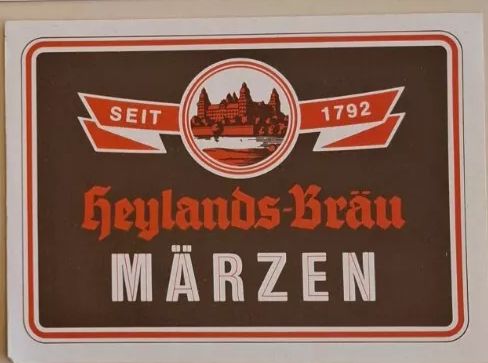 SEIT 1792
Heylands-Bräu
MÄRZEN